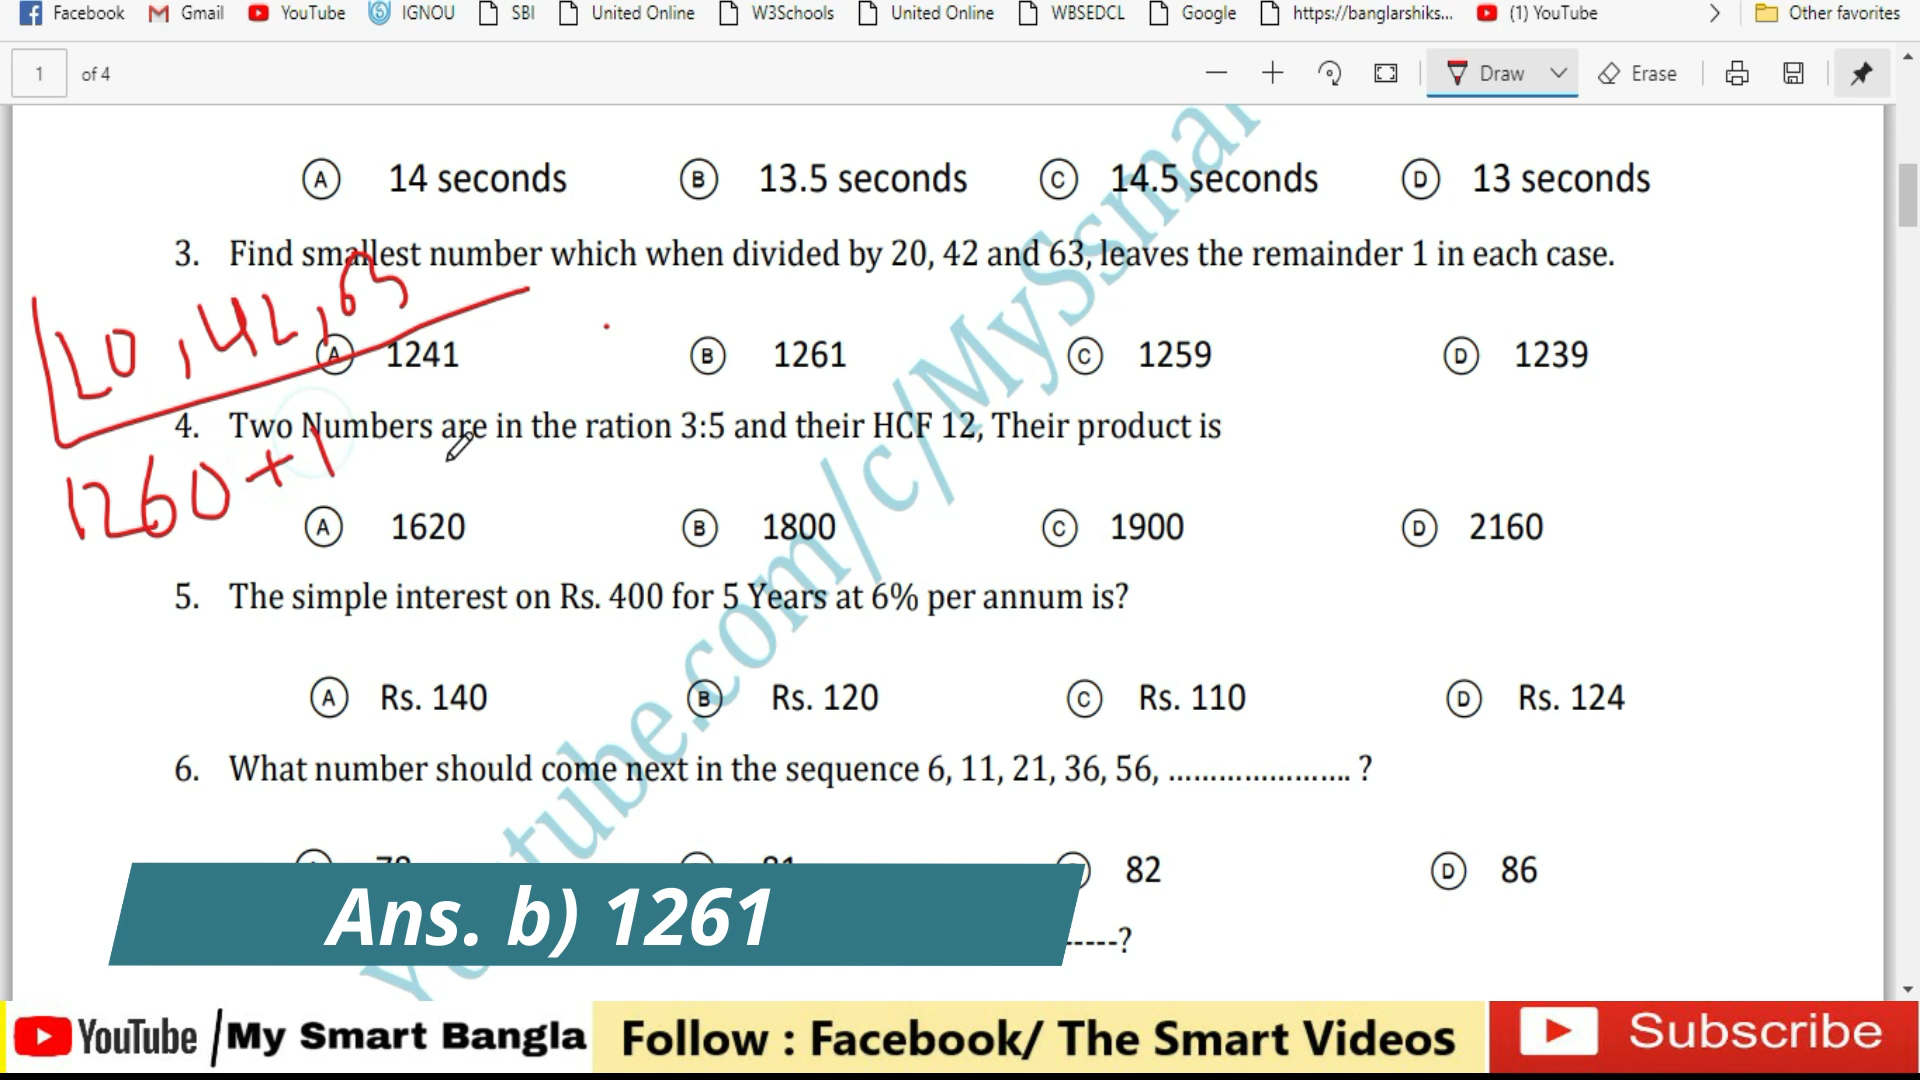 Facebook Gmail YouTube IGNOU SBI United Online W3Schools United Online WBSEDCL Google https://banglarshiks... (1) YouTube Other favorites
1 of 4 Draw Erase
A 14 seconds B 13.5 seconds C 14.5 seconds D 13 seconds
3. Find smallest number which when divided by 20, 42 and 63, leaves the remainder 1 in each case.
20, 42, 63
A 1241 B 1261 C 1259 D 1239
4. Two Numbers are in the ration 3:5 and their HCF 12, Their product is
1260+1
A 1620 B 1800 C 1900 D 2160
5. The simple interest on Rs. 400 for 5 Years at 6% per annum is?
A Rs. 140 B Rs. 120 C Rs. 110 D Rs. 124
6. What number should come next in the sequence 6, 11, 21, 36, 56, ..................... ?
82 D 86
Ans. b) 1261
-----?
tube.com/c/MySsmar
YouTube /My Smart Bangla Follow : Facebook/ The Smart Videos Subscribe